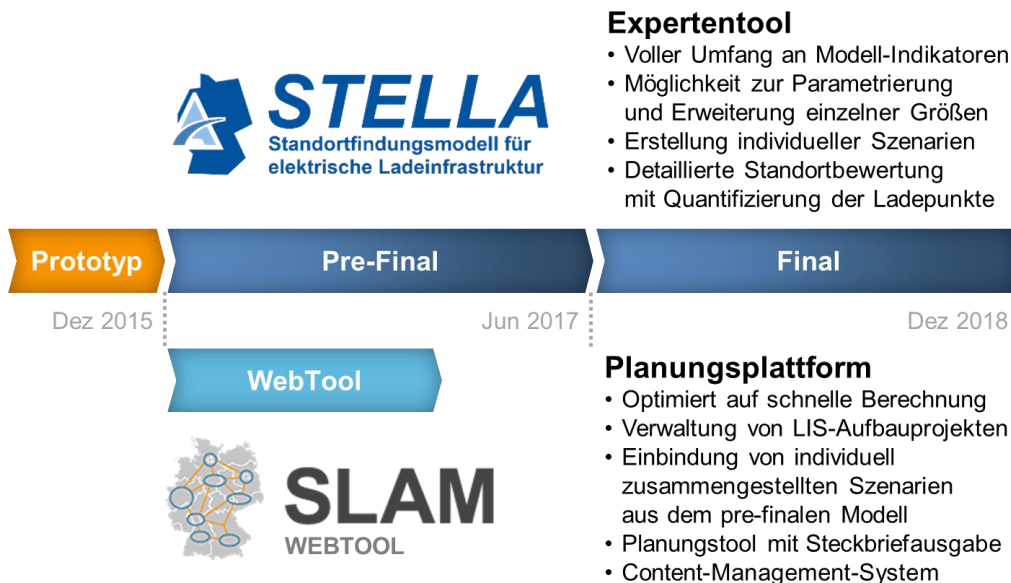 STELLA
Standortfindungsmodell für
elektrische Ladeinfrastruktur
Expertentool
• Voller Umfang an Modell-Indikatoren
• Möglichkeit zur Parametrierung
und Erweiterung einzelner Größen
• Erstellung individueller Szenarien
• Detaillierte Standortbewertung
mit Quantifizierung der Ladepunkte
Prototyp
Pre-Final
Final
Dez 2015
Jun 2017
Dez 2018
WebTool
SLAM
WEBTOOL
Planungsplattform
• Optimiert auf schnelle Berechnung
• Verwaltung von LIS-Aufbauprojekten
• Einbindung von individuell
zusammengestellten Szenarien
aus dem pre-finalen Modell
• Planungstool mit Steckbriefausgabe
• Content-Management-System